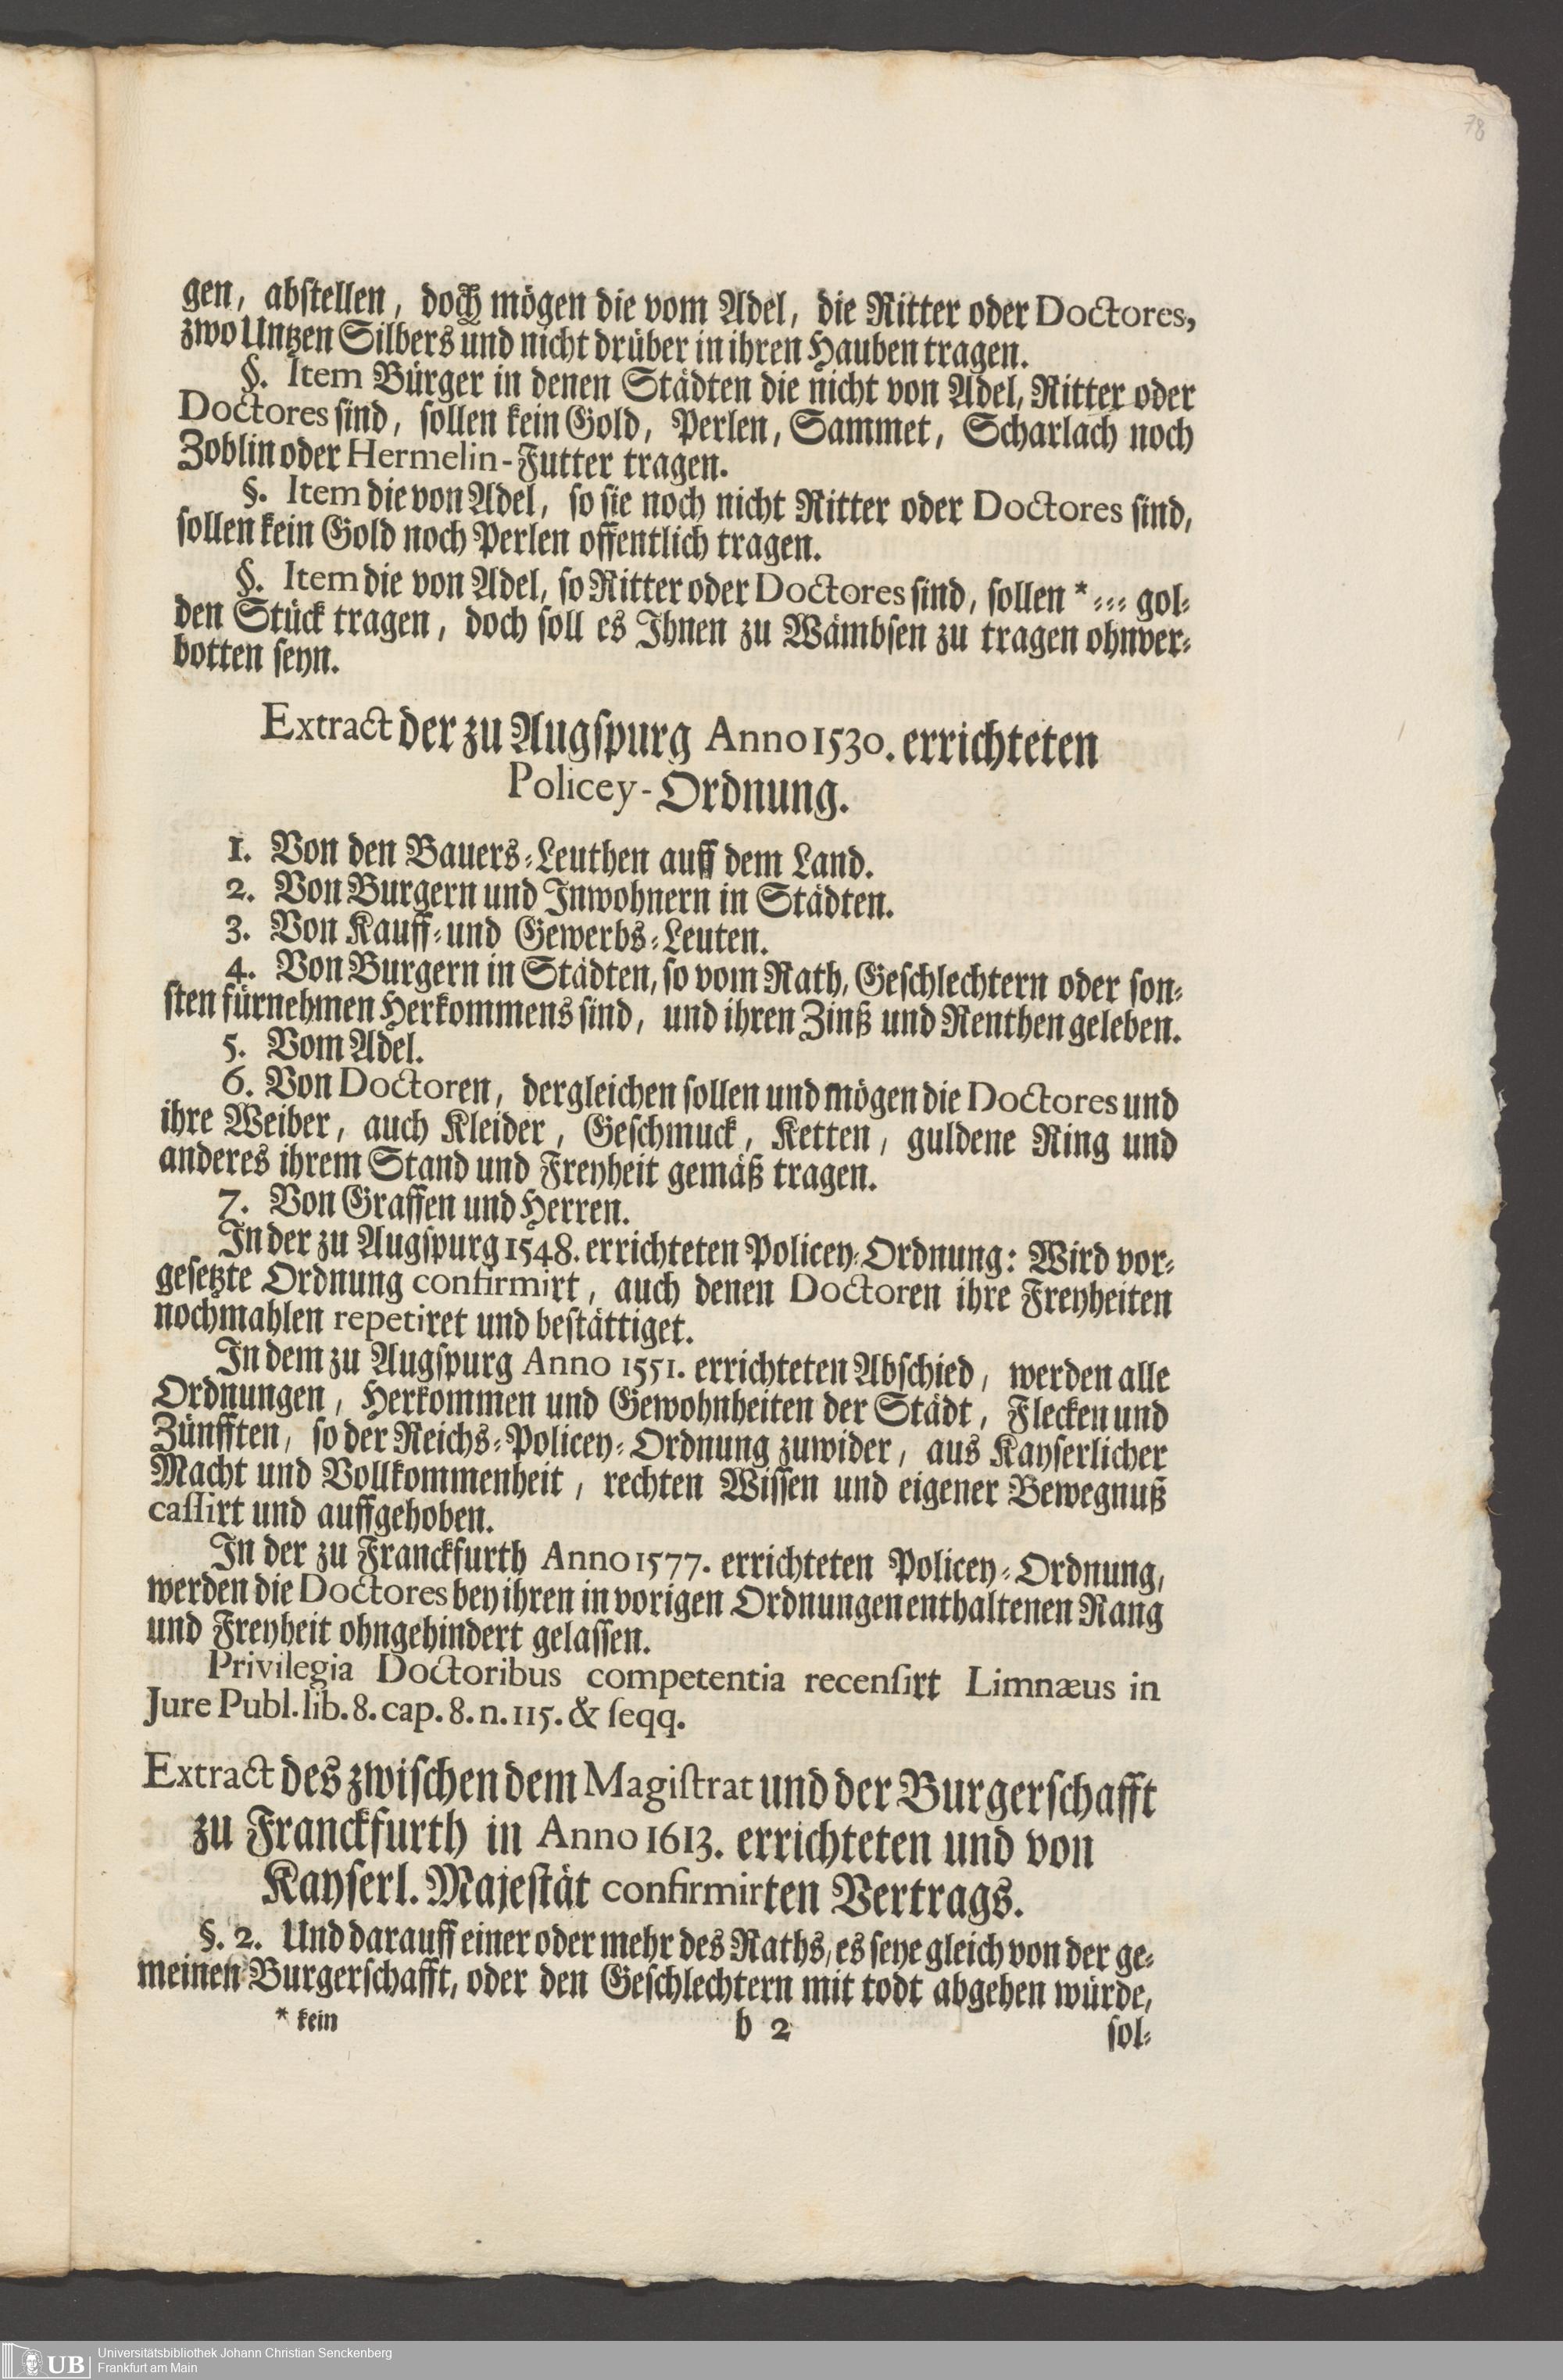 78
gen, abstellen, doch mögen die vom Adel, die Ritter oder Doctores,
zwo Untzen Silbers und nicht drüber in ihren Hauben tragen.
§. Item Bürger in denen Städten die nicht von Adel, Ritter oder
Doctores sind, sollen kein Gold, Perlen, Sammet, Scharlach noch
Zoblin oder Hermelin-Futter tragen.
§. Item die von Adel, so sie noch nicht Ritter oder Doctores sind,
sollen kein Gold noch Perlen offentlich tragen.
§. Item die von Adel, so Ritter oder Doctores sind, sollen * - - - gol-
den Stück tragen, doch soll es Ihnen zu Wämbsen zu tragen ohnver-
botten seyn.
Extract der zu Augspurg Anno 1530. errichteten
Policey-Ordnung.
1. Von den Bauers-Leuthen auff dem Land.
2. Von Burgern und Inwohnern in Städten.
3. Von Kauff- und Gewerbs-Leuten.
4. Von Burgern in Städten, so vom Rath, Geschlechtern oder son-
sten fürnehmen Herkommens sind, und ihren Zinß und Renthen geleben.
5. Vom Adel.
6. Von Doctoren, dergleichen sollen und mögen die Doctores und
ihre Weiber, auch Kleider, Geschmuck, Ketten, guldene Ring und
anderes ihrem Stand und Freyheit gemäß tragen.
7. Von Graffen und Herren.
In der zu Augspurg 1548. errichteten Policey-Ordnung: Wird vor-
gesetzte Ordnung confirmirt, auch denen Doctoren ihre Freyheiten
nochmahlen repetiret und bestättiget.
In dem zu Augspurg Anno 1551. errichteten Abschied, werden alle
Ordnungen, Herkommen und Gewohnheiten der Städt, Flecken und
Zünfften, so der Reichs-Policey-Ordnung zuwider, aus Kayserlicher
Macht und Vollkommenheit, rechten Wissen und eigener Bewegnuß
cassirt und auffgehoben.
In der zu Franckfurth Anno 1577. errichteten Policey-Ordnung,
werden die Doctores bey ihren in vorigen Ordnungen enthaltenen Rang
und Freyheit ohngehindert gelassen.
Privilegia Doctoribus competentia recensirt Limnæus in
Jure Publ. lib. 8. cap. 8. n. 115. & seqq.
Extract des zwischen dem Magistrat und der Burgerschafft
zu Franckfurth in Anno 1613. errichteten und von
Kayserl. Majestät confirmirten Vertrags.
§. 2. Und darauff einer oder mehr des Raths, es seye gleich von der ge-
meinen Burgerschafft, oder den Geschlechtern mit todt abgehen würde,
* kein b 2 sol-
UB Universitätsbibliothek Johann Christian Senckenberg
Frankfurt am Main